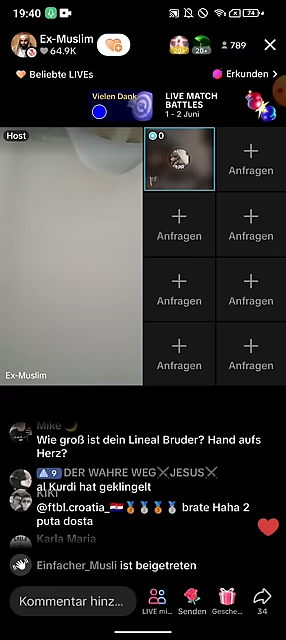 19:40
74
Ex-Muslim
64.9K
20+
20+
789
Beliebte LIVEs
Erkunden
Vielen Dank
LIVE MATCH
BATTLES
1 - 2 Juni
Host
0
Anfragen
Anfragen
Anfragen
Anfragen
Anfragen
Anfragen
Anfragen
Ex-Muslim
Mike 🌙
Wie groß ist dein Lineal Bruder? Hand aufs
Herz?
9 DER WAHRE WEG⚔JESUS⚔
al Kurdi hat geklingelt
KIKI
@ftbl.croatia_🇭🇷🏅🥈🥉🥈 brate Haha 2
puta dosta
Karla Maria
Einfacher_Musli ist beigetreten
Kommentar hinz...
LIVE mi...
Senden
Gesche...
34